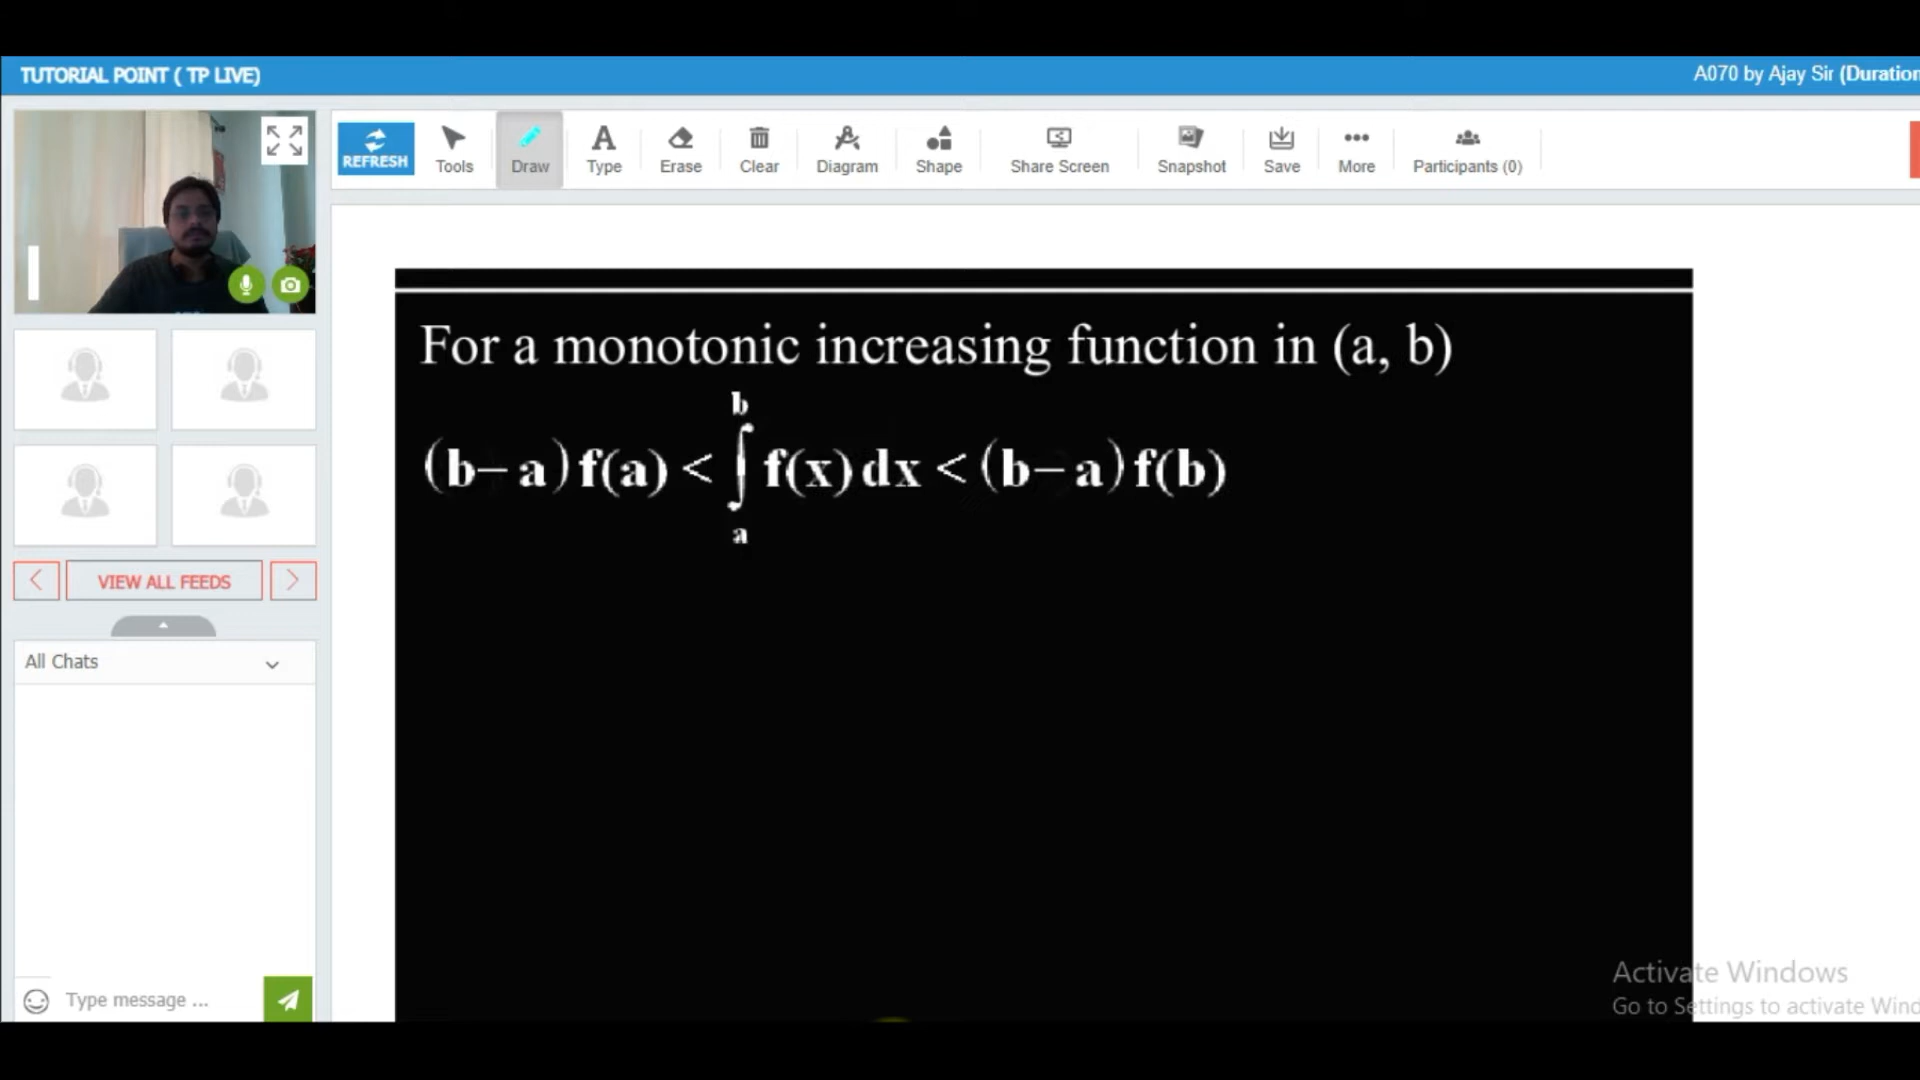 TUTORIAL POINT ( TP LIVE)
A070 by Ajay Sir (Duration
REFRESH
Tools
Draw
Type
Erase
Clear
Diagram
Shape
Share Screen
Snapshot
Save
More
Participants (0)
For a monotonic increasing function in (a, b)
(b− a) f(a) < ∫ₐᵇ f(x) dx < (b− a) f(b)
VIEW ALL FEEDS
All Chats
Type message ...
Activate Windows
Go to Settings to activate Wind